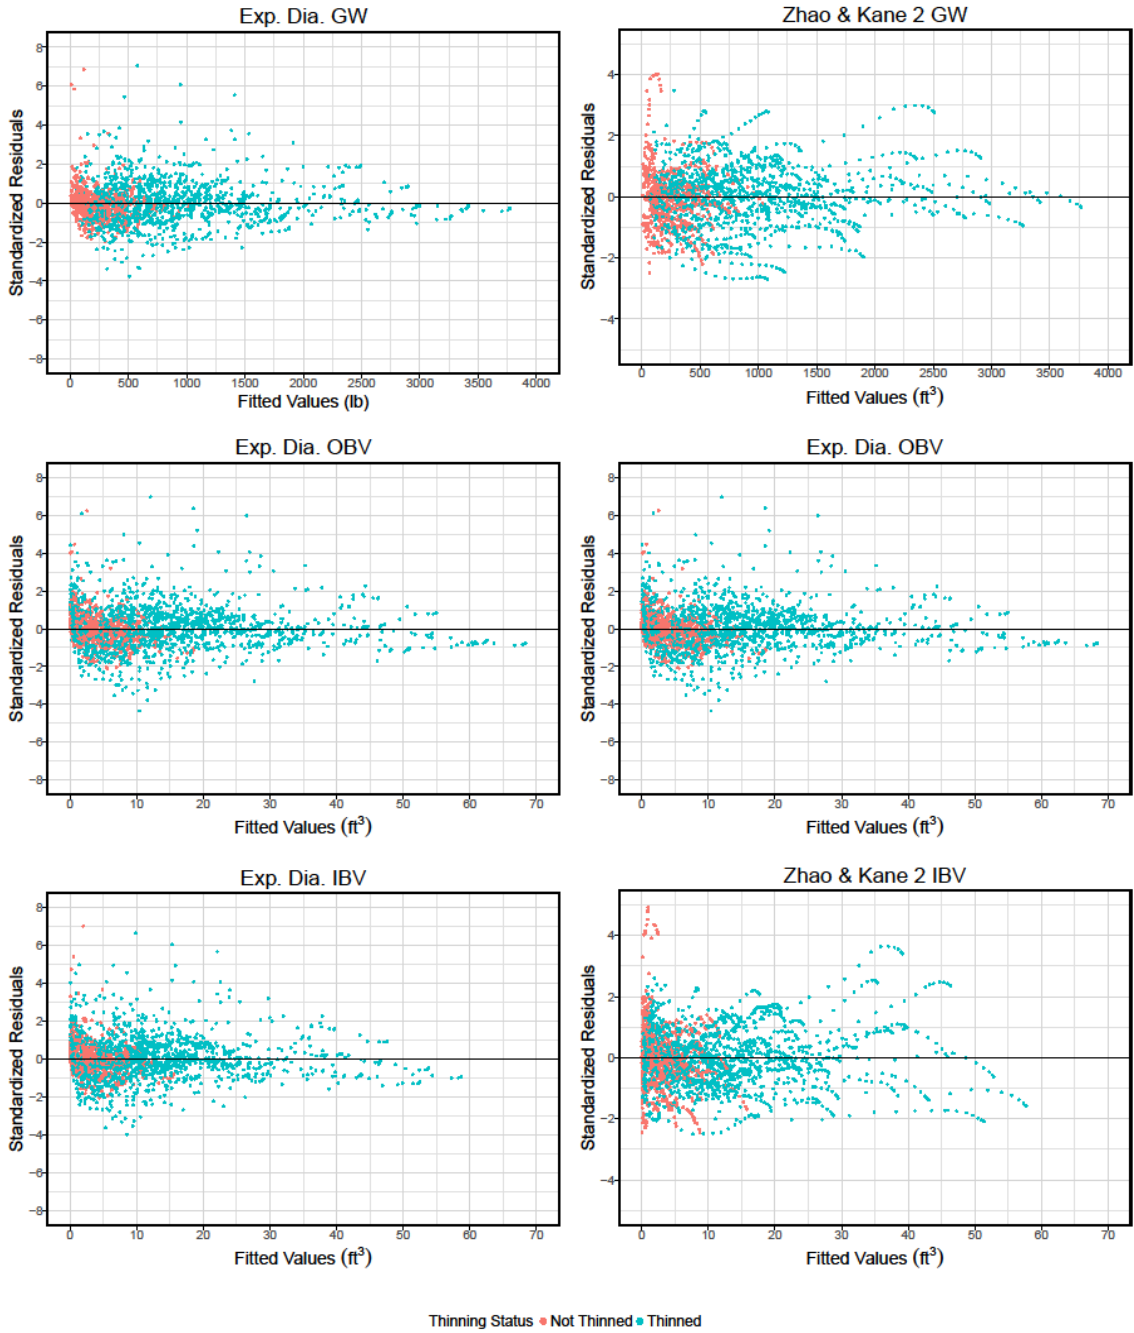 Exp. Dia. GW
Standardized Residuals
8
6
4
2
0
−2
−4
−6
−8
0 500 1000 1500 2000 2500 3000 3500 4000
Fitted Values (lb)
Zhao & Kane 2 GW
Standardized Residuals
4
2
0
−2
−4
0 500 1000 1500 2000 2500 3000 3500 4000
Fitted Values (ft³)
Exp. Dia. OBV
Standardized Residuals
8
6
4
2
0
−2
−4
−6
−8
0 10 20 30 40 50 60 70
Fitted Values (ft³)
Exp. Dia. OBV
Standardized Residuals
8
6
4
2
0
−2
−4
−6
−8
0 10 20 30 40 50 60 70
Fitted Values (ft³)
Exp. Dia. IBV
Standardized Residuals
8
6
4
2
0
−2
−4
−6
−8
0 10 20 30 40 50 60 70
Fitted Values (ft³)
Zhao & Kane 2 IBV
Standardized Residuals
4
2
0
−2
−4
0 10 20 30 40 50 60 70
Fitted Values (ft³)
Thinning Status Not Thinned Thinned